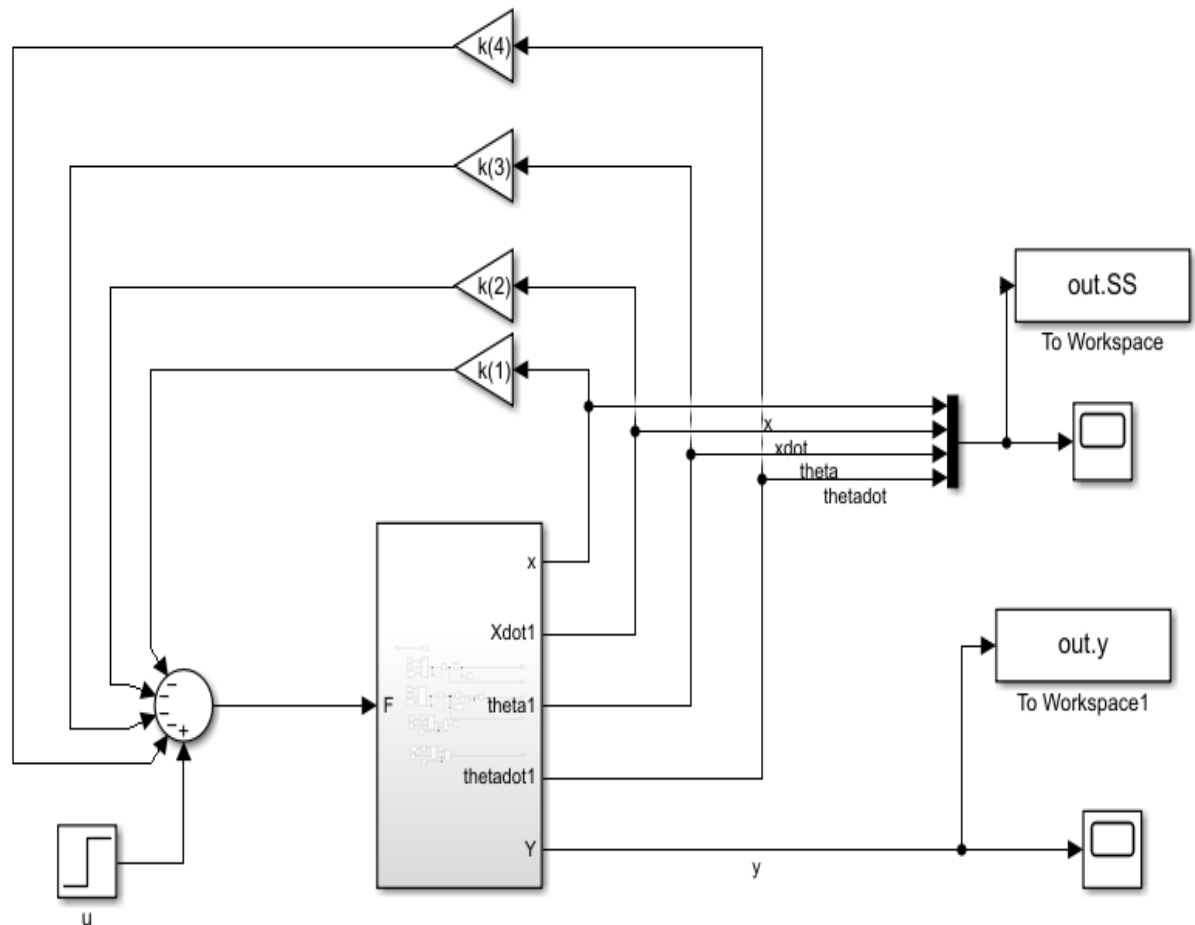 k(4)
k(3)
k(2)
k(1)
out.SS
To Workspace
x
xdot
theta
thetadot
x
Xdot1
F
theta1
thetadot1
Y
y
out.y
To Workspace1
−
−
−
−
+
u